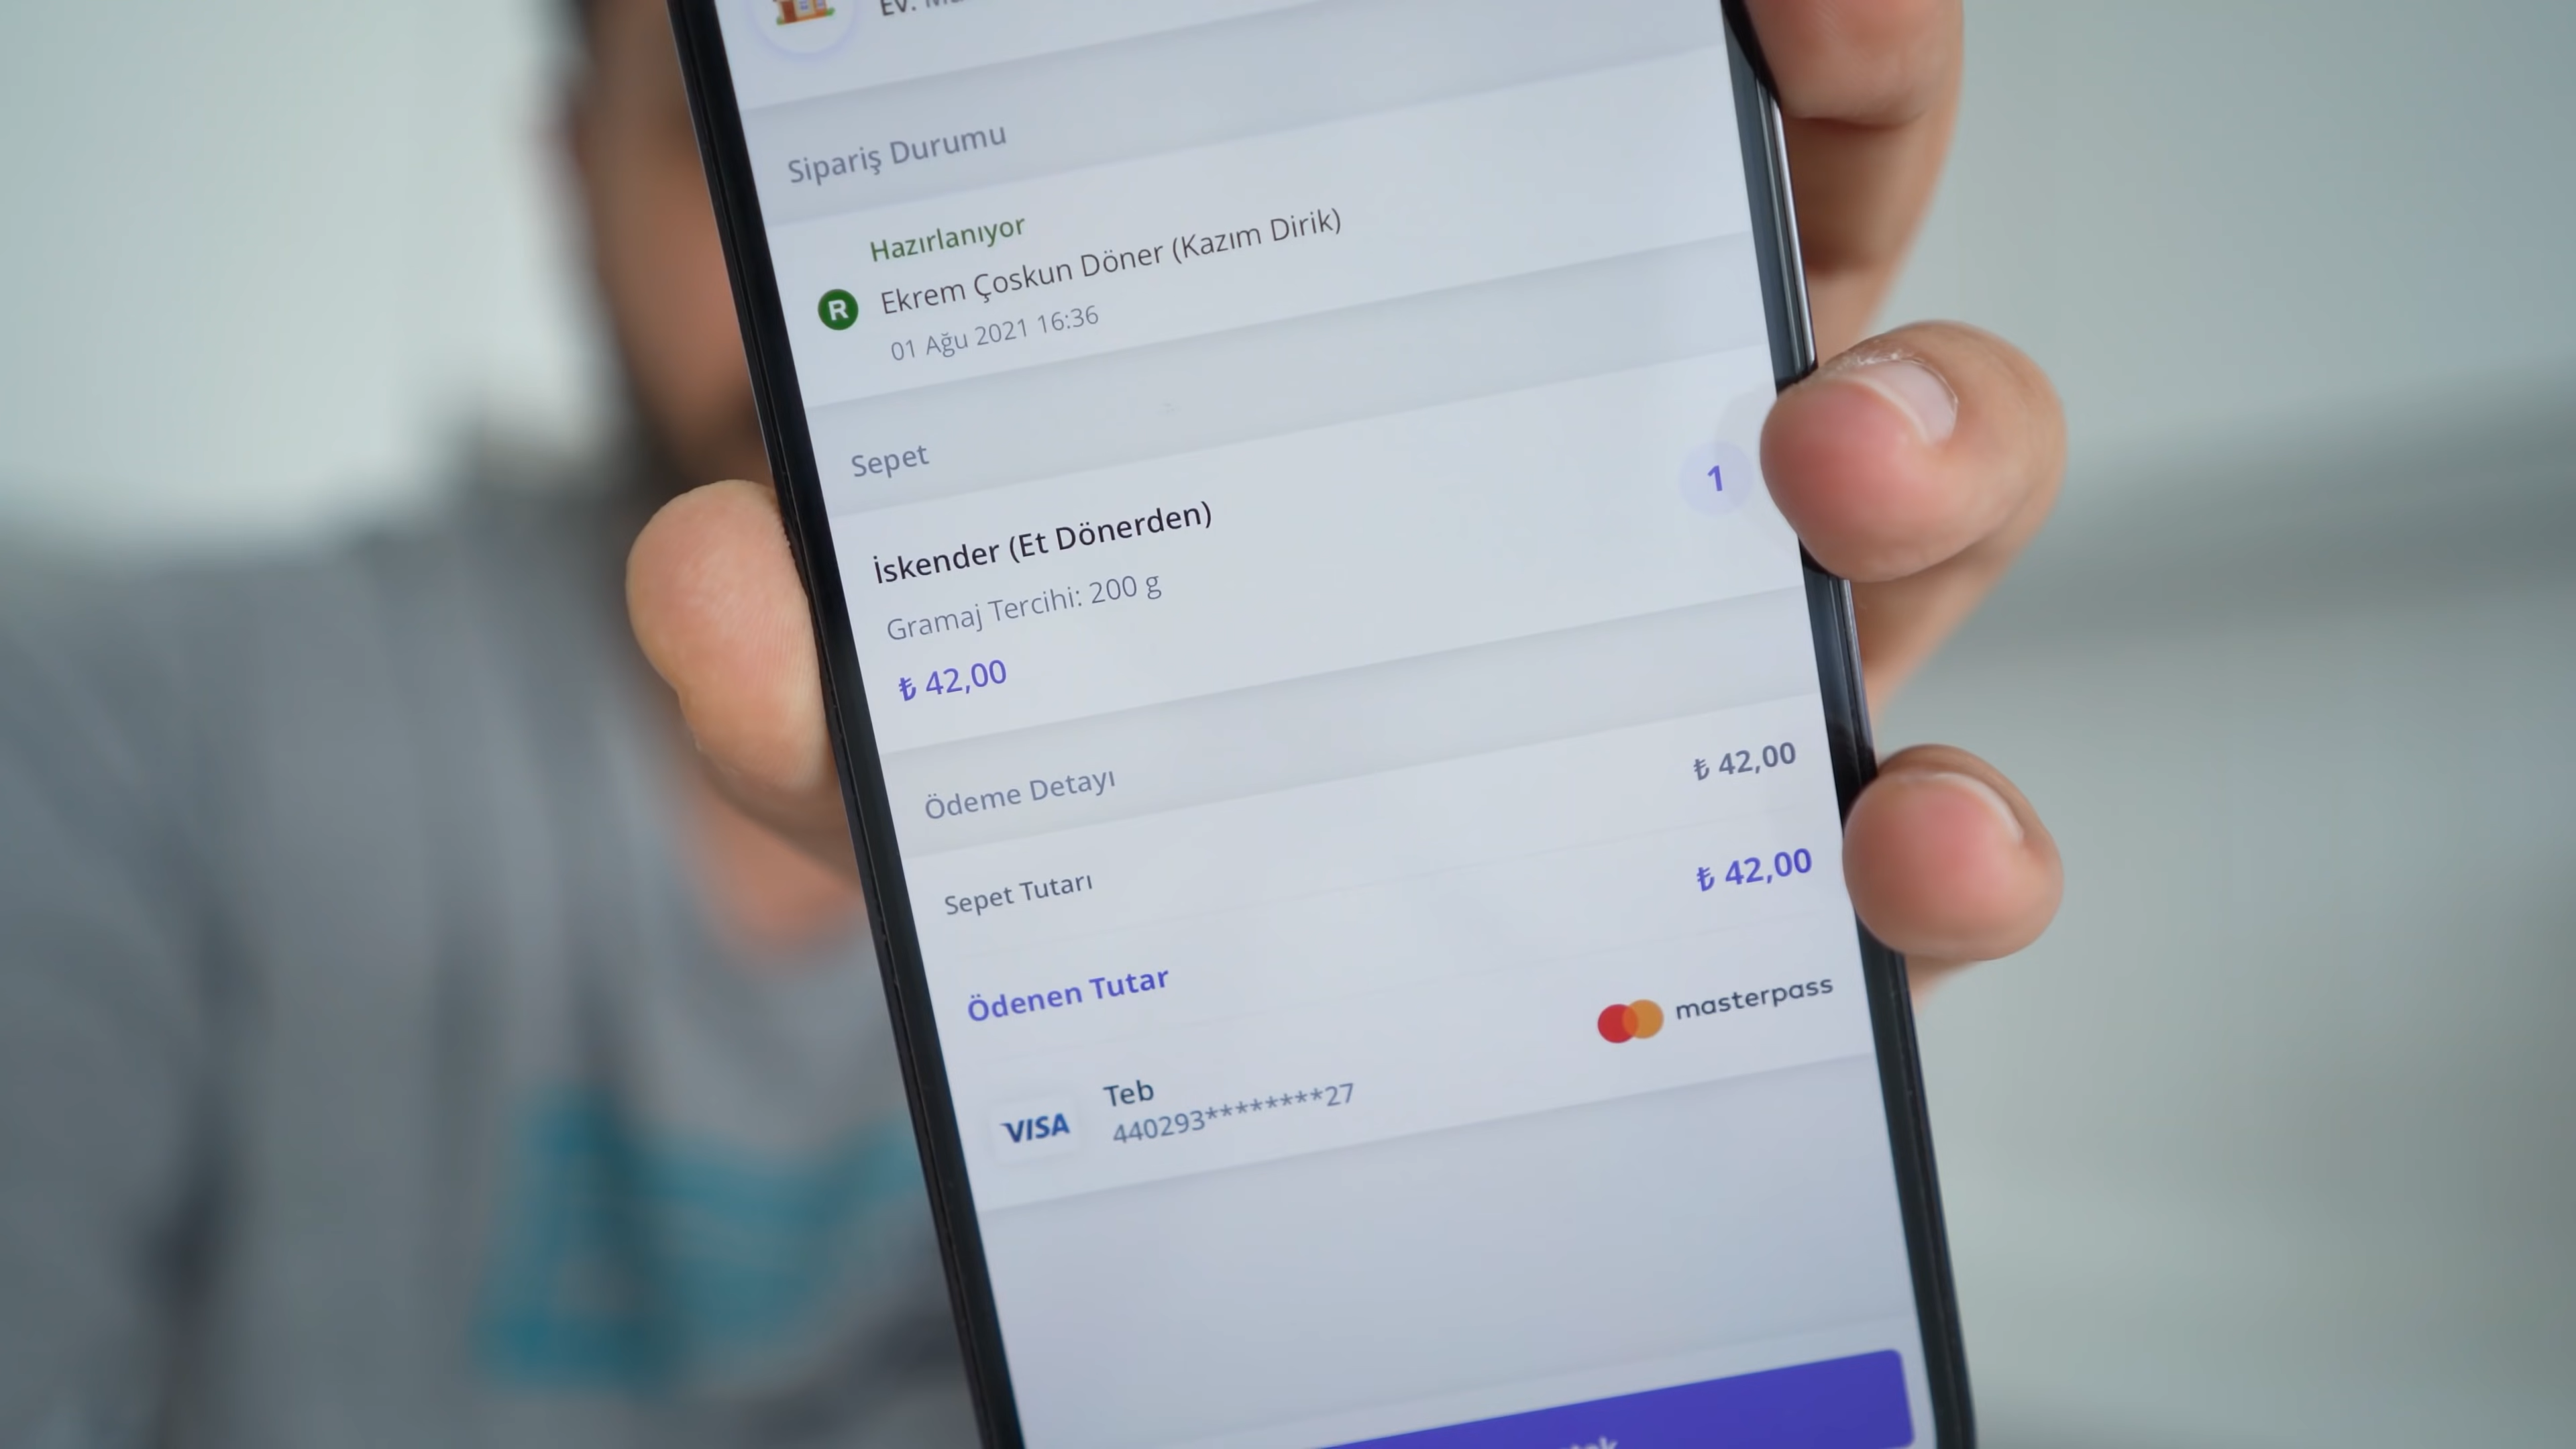 Ev.
Sipariş Durumu
Hazırlanıyor
R
Ekrem Çoskun Döner (Kazım Dirik)
01 Ağu 2021 16:36
Sepet
İskender (Et Dönerden)
1
Gramaj Tercihi: 200 g
₺ 42,00
Ödeme Detayı
Sepet Tutarı
₺ 42,00
Ödenen Tutar
₺ 42,00
VISA
Teb
440293********27
masterpass